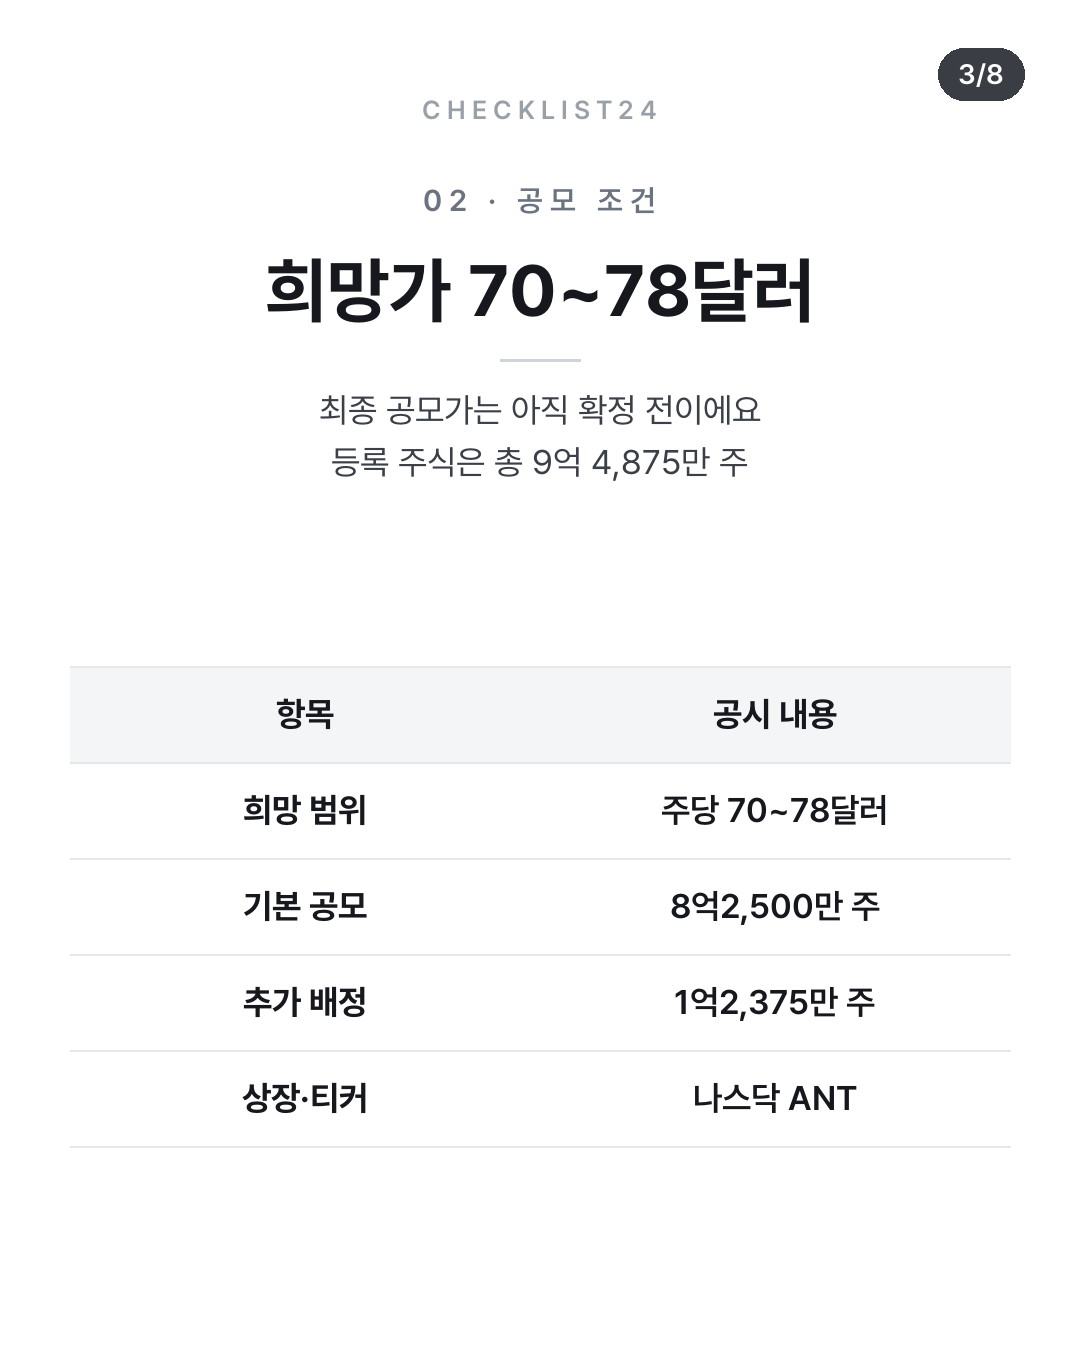 3/8
CHECKLIST24
02 · 공모 조건
희망가 70~78달러
최종 공모가는 아직 확정 전이에요
등록 주식은 총 9억 4,875만 주
항목 공시 내용
희망 범위 주당 70~78달러
기본 공모 8억2,500만 주
추가 배정 1억2,375만 주
상장·티커 나스닥 ANT